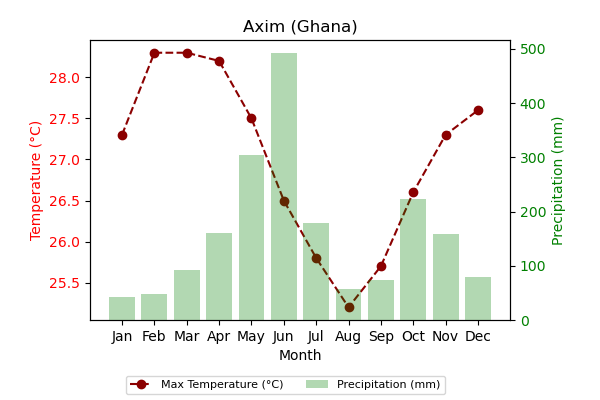 Axim (Ghana)
Temperature (°C)
28.0
27.5
27.0
26.5
26.0
25.5
500
400
300
200
100
0
Precipitation (mm)
Jan Feb Mar Apr May Jun Jul Aug Sep Oct Nov Dec
Month
Max Temperature (°C) Precipitation (mm)